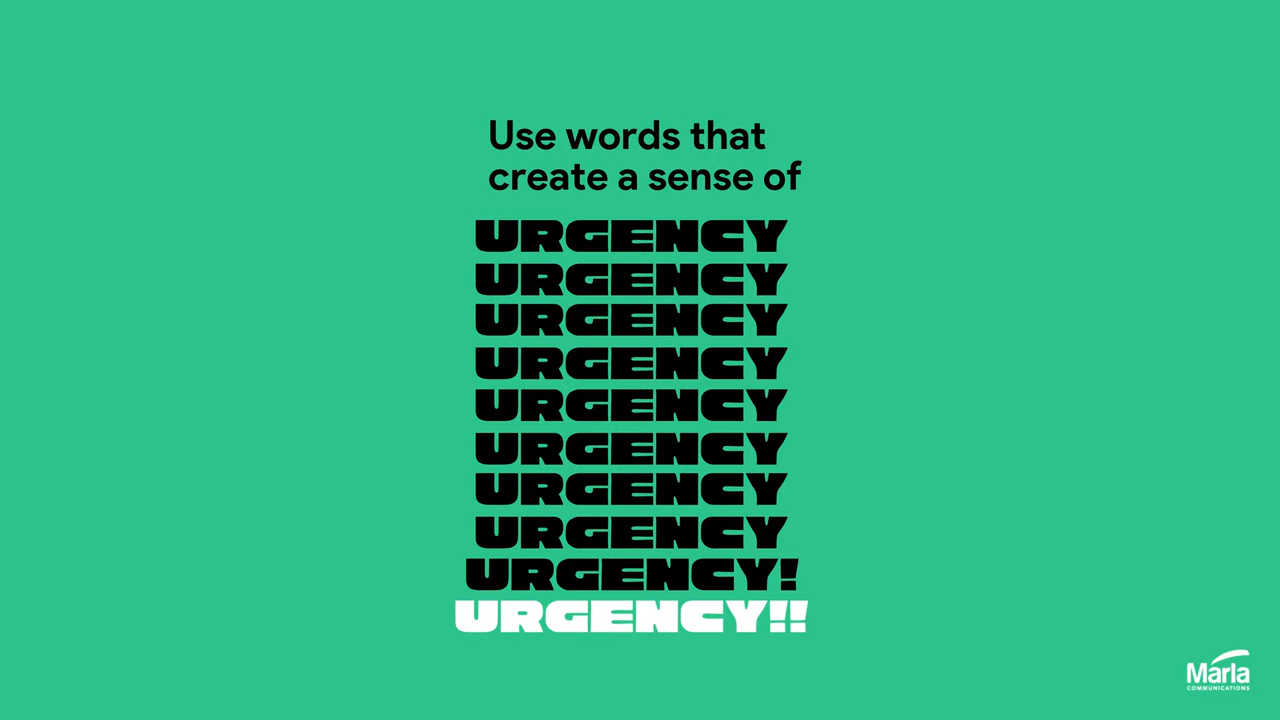 Use words that
create a sense of
URGENCY
URGENCY
URGENCY
URGENCY
URGENCY
URGENCY
URGENCY
URGENCY
URGENCY!
URGENCY!!
Marla
COMMUNICATIONS